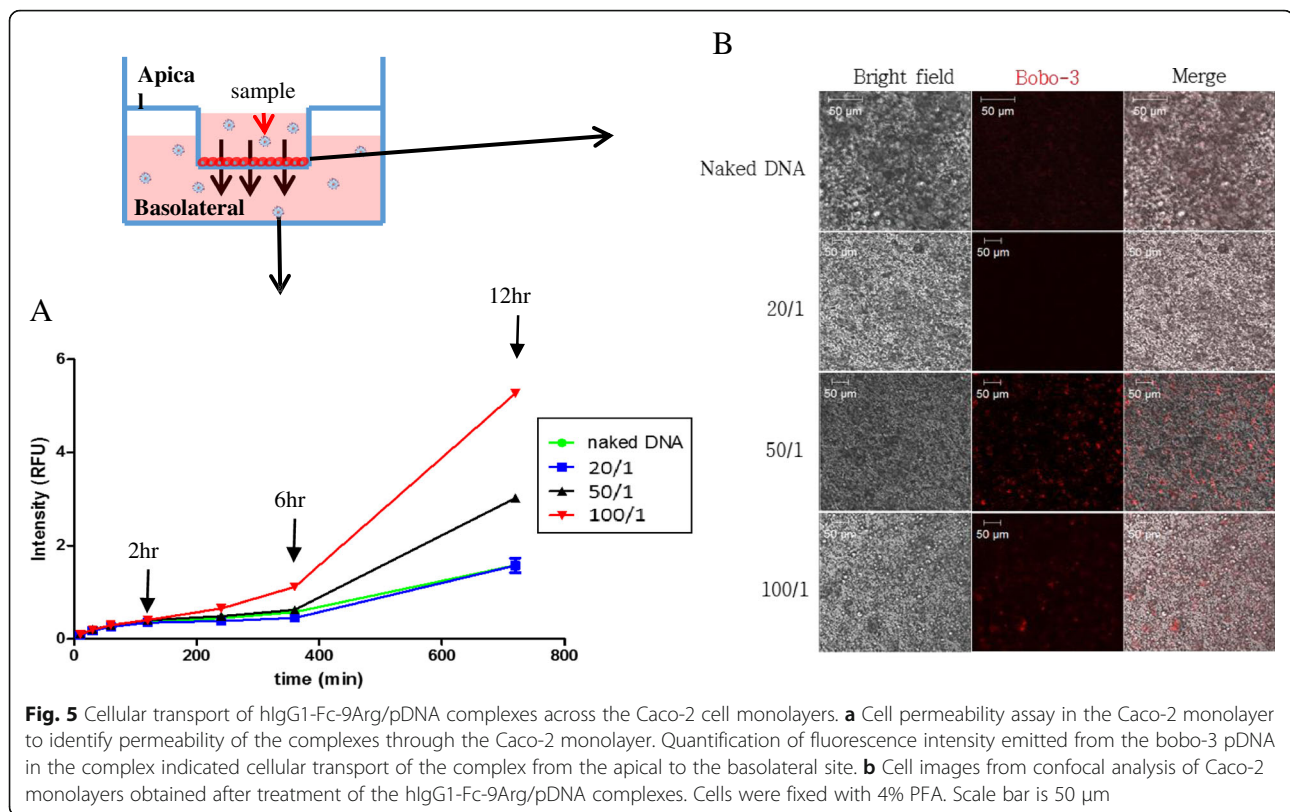 Apica
l
sample
Basolateral
A
2hr
6hr
12hr
6
4
2
0
Intensity (RFU)
0
200
400
600
800
time (min)
naked DNA
20/1
50/1
100/1
B
Bright field
Bobo-3
Merge
Naked DNA
50 µm
50 µm
50 µm
20/1
50 µm
50 µm
50 µm
50/1
50 µm
50 µm
50 µm
100/1
50 µm
50 µm
50 µm
Fig. 5 Cellular transport of hIgG1-Fc-9Arg/pDNA complexes across the Caco-2 cell monolayers. a Cell permeability assay in the Caco-2 monolayer
to identify permeability of the complexes through the Caco-2 monolayer. Quantification of fluorescence intensity emitted from the bobo-3 pDNA
in the complex indicated cellular transport of the complex from the apical to the basolateral site. b Cell images from confocal analysis of Caco-2
monolayers obtained after treatment of the hIgG1-Fc-9Arg/pDNA complexes. Cells were fixed with 4% PFA. Scale bar is 50 µm